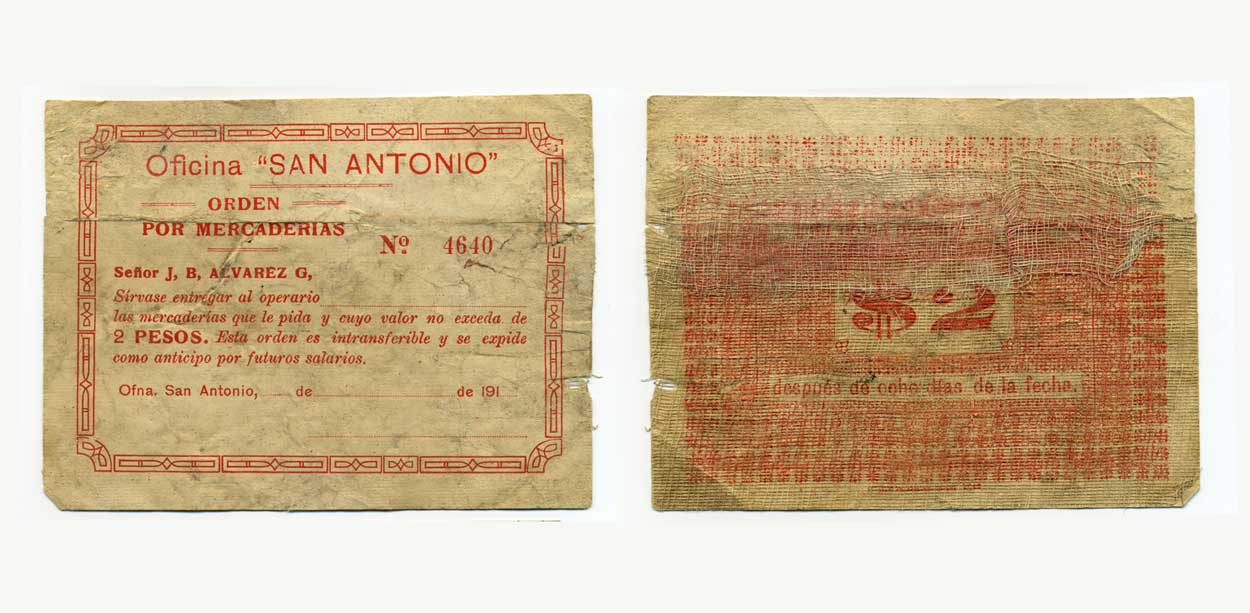 Oficina "SAN ANTONIO"
ORDEN
POR MERCADERIAS
Nº. 4640
Señor J, B, ALVAREZ G,
Sírvase entregar al operario
las mercaderías que le pida y cuyo valor no exceda de
2 PESOS. Esta orden es intransferible y se expide
como anticipo por futuros salarios.
Ofna. San Antonio, de de 191
$ 2
después de ocho dias de la fecha.